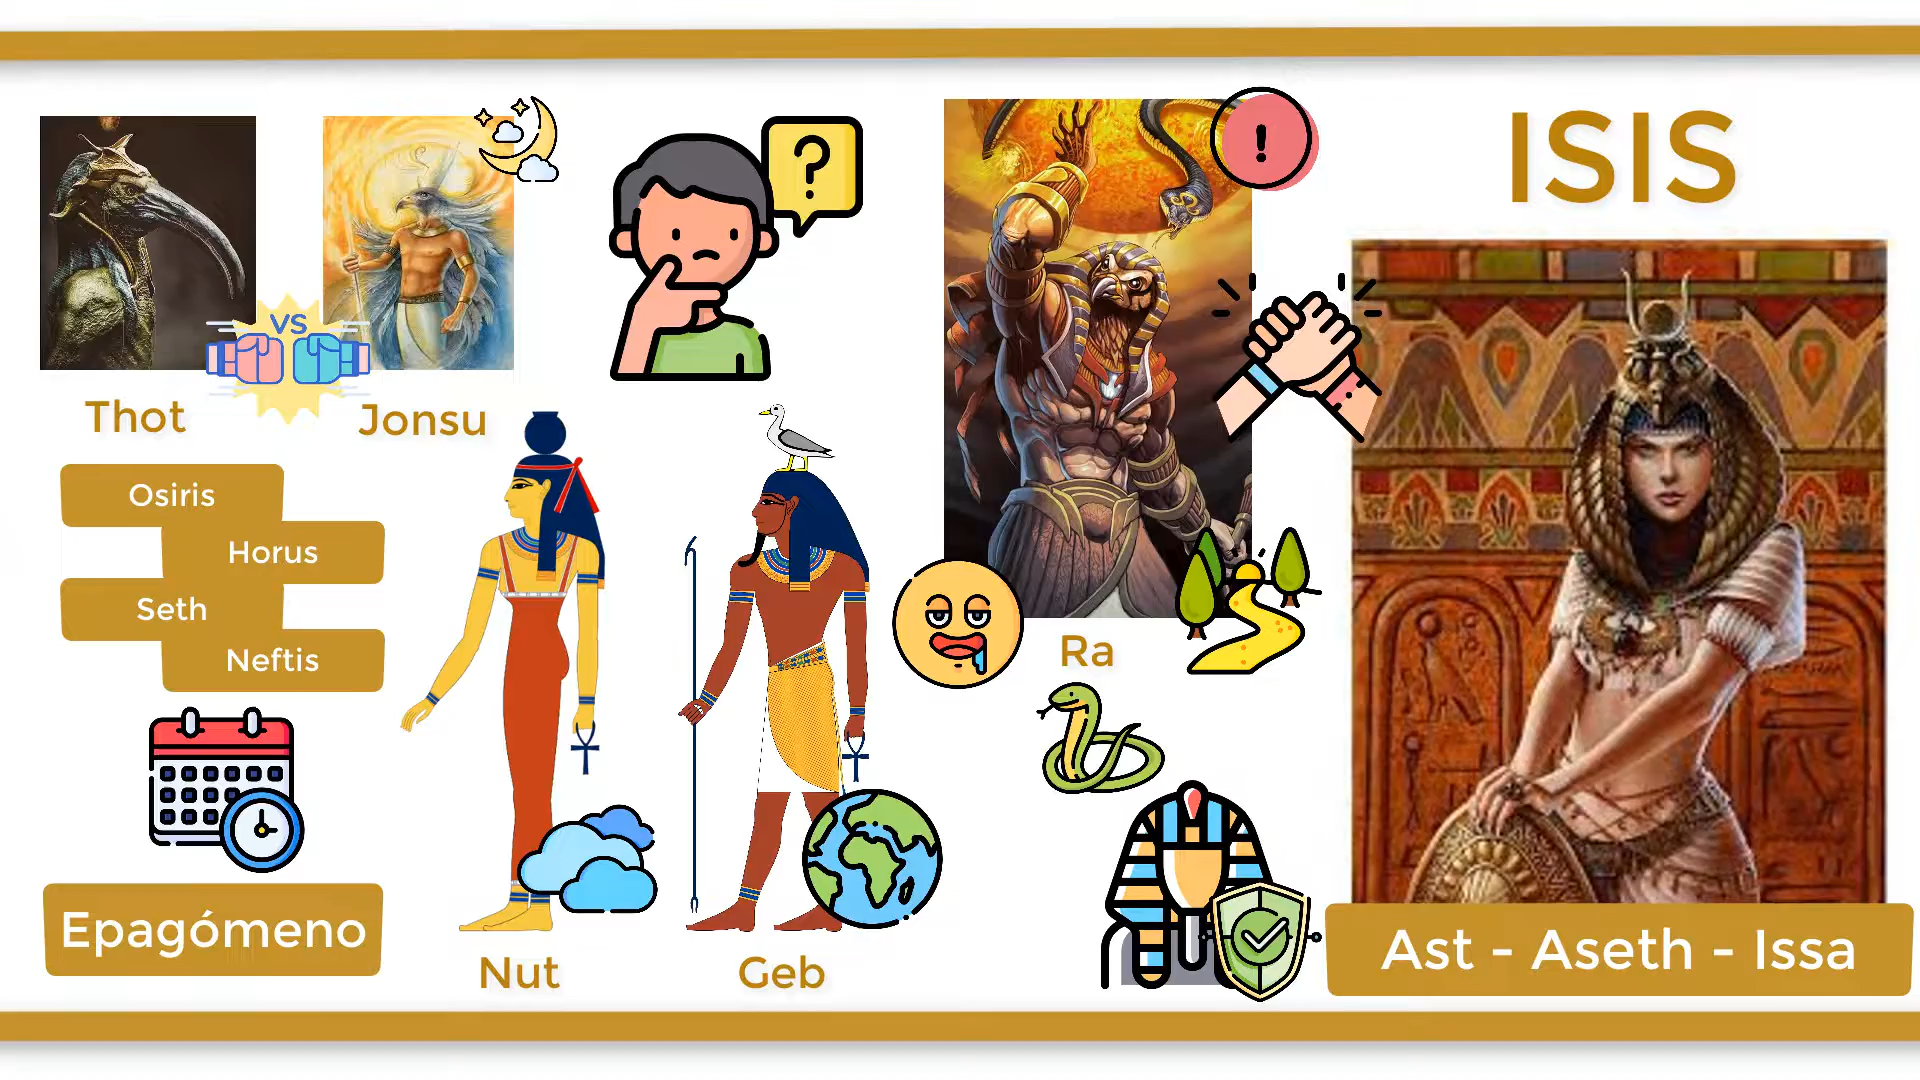 ISIS
VS
?
!
Thot
Jonsu
Osiris
Horus
Seth
Neftis
Epagómeno
Nut
Geb
Ra
Ast - Aseth - Issa